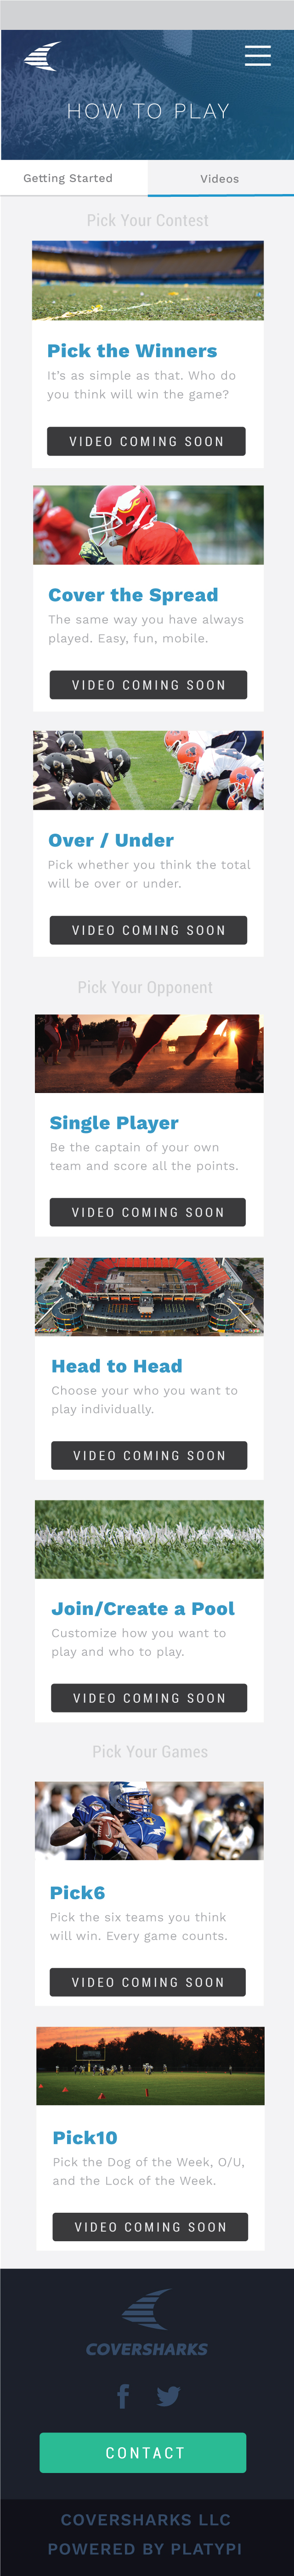 HOW TO PLAY
Getting Started
Videos
Pick Your Contest
Pick the Winners
It's as simple as that. Who do
you think will win the game?
VIDEO COMING SOON
Cover the Spread
The same way you have always
played. Easy, fun, mobile.
VIDEO COMING SOON
Over / Under
Pick whether you think the total
will be over or under.
VIDEO COMING SOON
Pick Your Opponent
Single Player
Be the captain of your own
team and score all the points.
VIDEO COMING SOON
Head to Head
Choose your who you want to
play individually.
VIDEO COMING SOON
Join/Create a Pool
Customize how you want to
play and who to play.
VIDEO COMING SOON
Pick Your Games
Pick6
Pick the six teams you think
will win. Every game counts.
VIDEO COMING SOON
Pick10
Pick the Dog of the Week, O/U,
and the Lock of the Week.
VIDEO COMING SOON
COVERSHARKS
CONTACT
COVERSHARKS LLC
POWERED BY PLATYPI